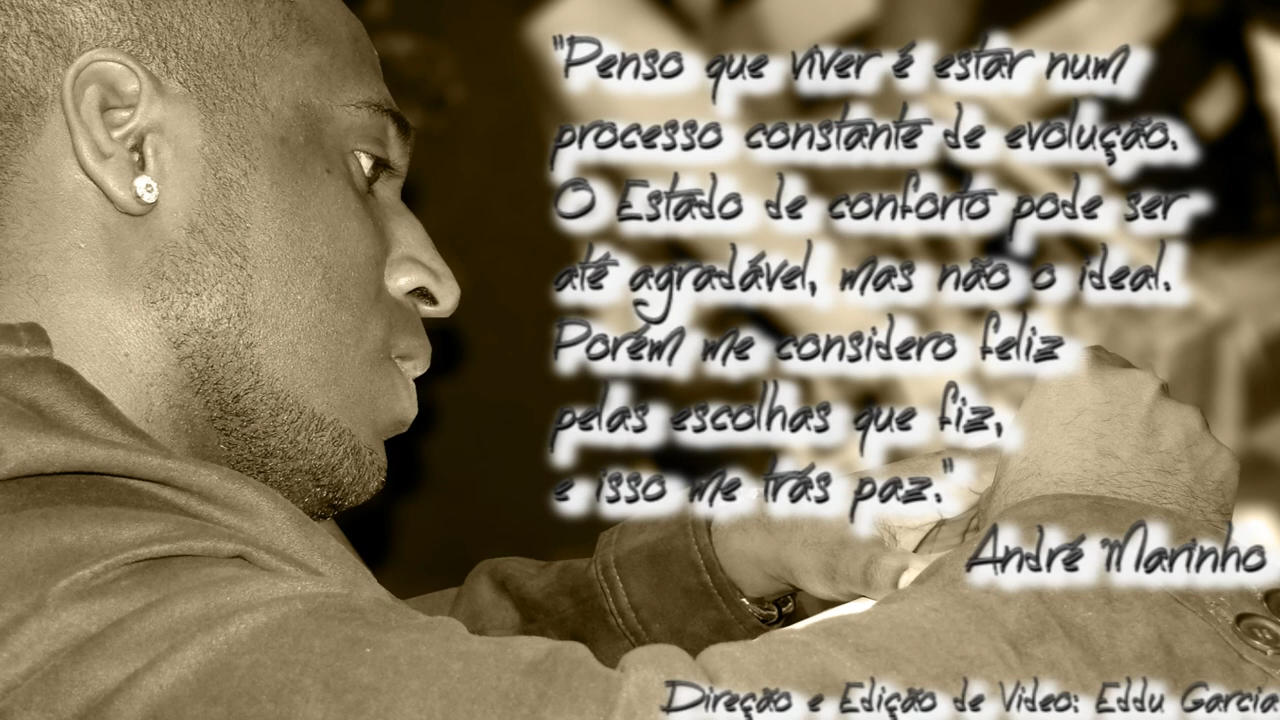 "Penso que viver é estar num
processo constante de evolução.
O Estado de conforto pode ser
até agradável, mas não o ideal.
Porém me considero feliz
pelas escolhas que fiz,
e isso me trás paz."
André Marinho
Direção e Edição de Video: Eddu Garcia